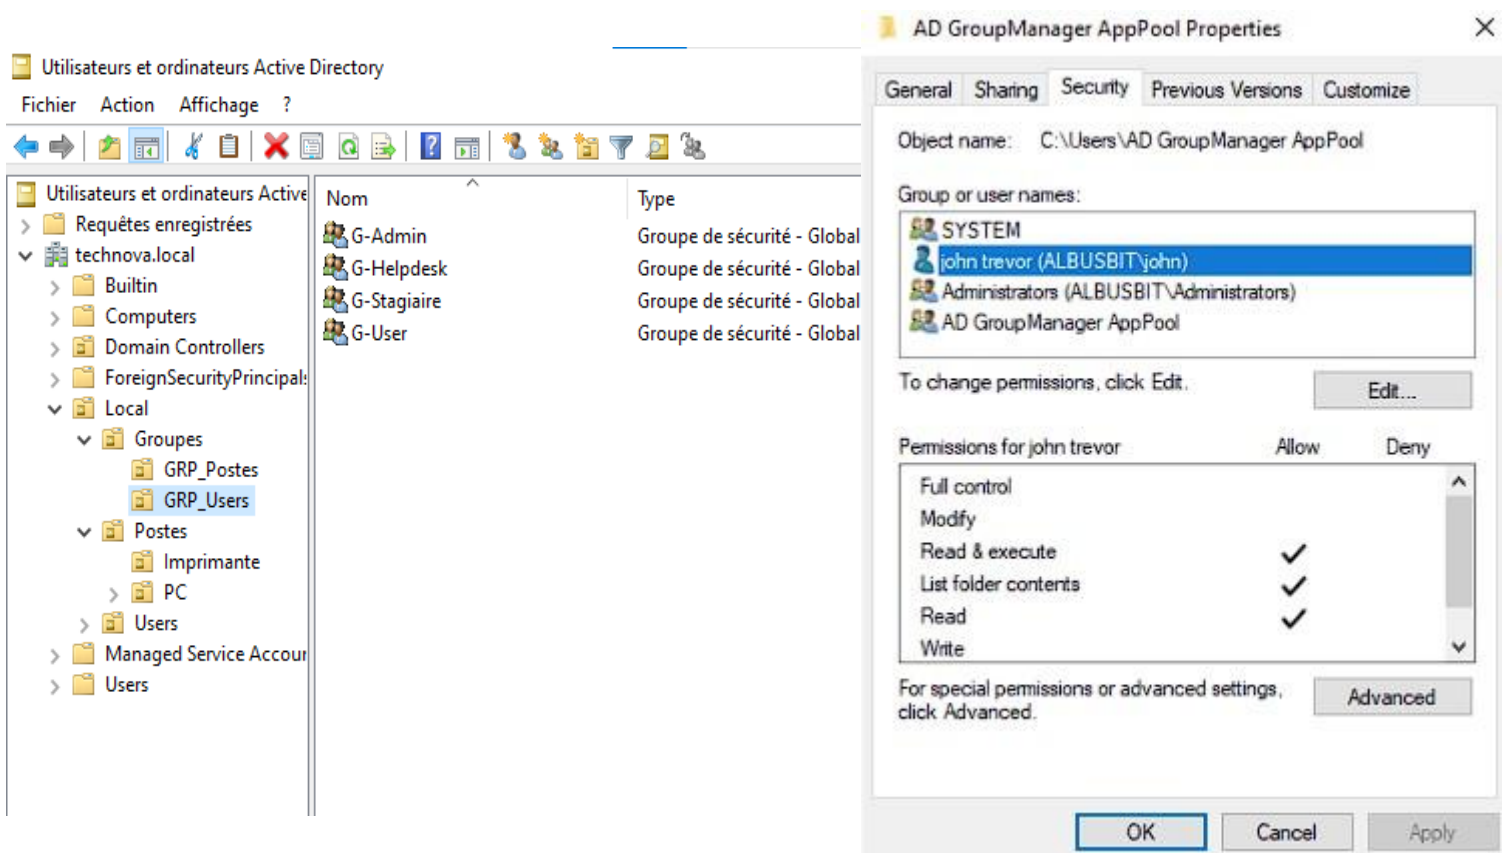 Utilisateurs et ordinateurs Active Directory
Fichier Action Affichage ?
Utilisateurs et ordinateurs Active
Requêtes enregistrées
technova.local
Builtin
Computers
Domain Controllers
ForeignSecurityPrincipals
Local
Groupes
GRP_Postes
GRP_Users
Postes
Imprimante
PC
Users
Managed Service Accour
Users
Nom Type
G-Admin Groupe de sécurité - Global
G-Helpdesk Groupe de sécurité - Global
G-Stagiaire Groupe de sécurité - Global
G-User Groupe de sécurité - Global
AD GroupManager AppPool Properties
General Sharing Security Previous Versions Customize
Object name: C:\Users\AD GroupManager AppPool
Group or user names:
SYSTEM
john trevor (ALBUSBIT\john)
Administrators (ALBUSBIT\Administrators)
AD GroupManager AppPool
To change permissions, click Edit.
Edit...
Permissions for john trevor Allow Deny
Full control
Modify
Read & execute
List folder contents
Read
Write
For special permissions or advanced settings,
click Advanced.
Advanced
OK Cancel Apply